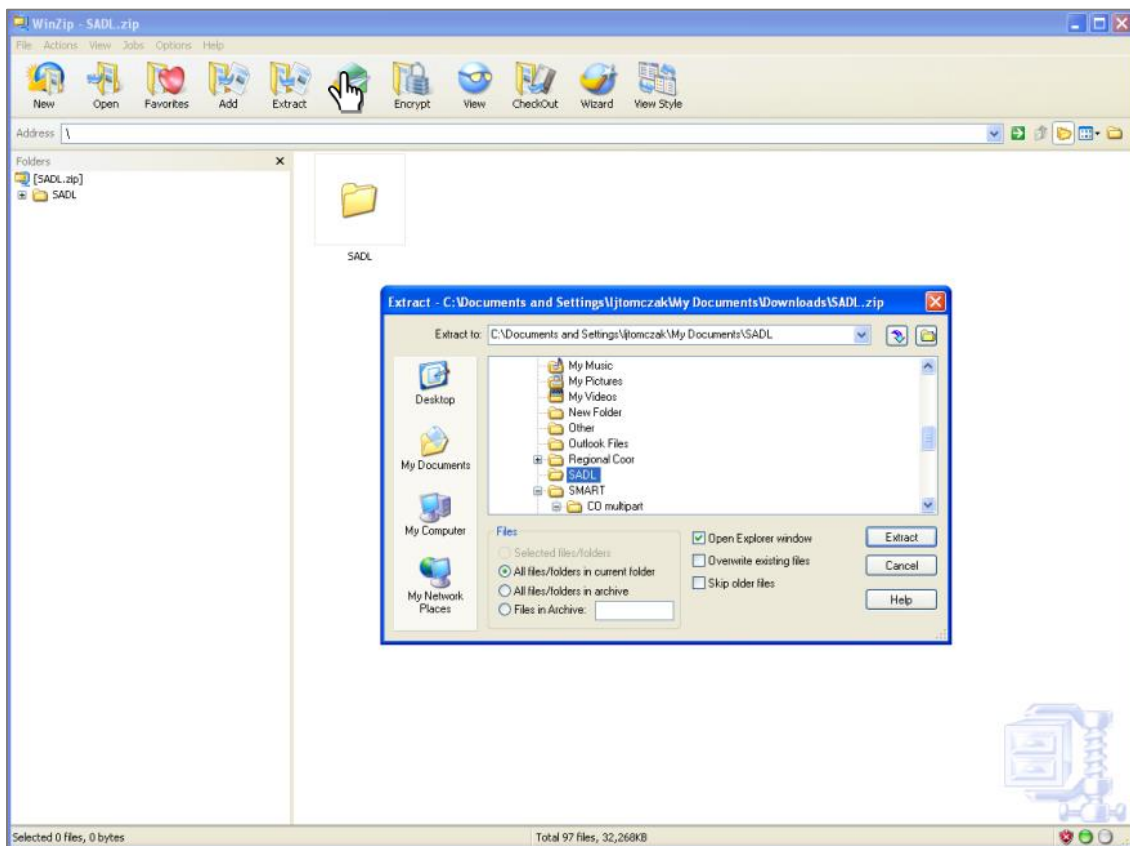 WinZip - SADL.zip
File Actions View Jobs Options Help
New Open Favorites Add Extract Encrypt View CheckOut Wizard View Style
Address \
Folders
[SADL.zip]
SADL
SADL
Extract - C:\Documents and Settings\ljtomczak\My Documents\Downloads\SADL.zip
Extract to: C:\Documents and Settings\ljtomczak\My Documents\SADL
Desktop
My Documents
My Computer
My Network
Places
My Music
My Pictures
My Videos
New Folder
Other
Outlook Files
Regional Coor
SADL
SMART
CO multipart
Files
Selected files/folders
All files/folders in current folder
All files/folders in archive
Files in Archive:
Open Explorer window
Overwrite existing files
Skip older files
Extract
Cancel
Help
Selected 0 files, 0 bytes
Total 97 files, 32,268KB